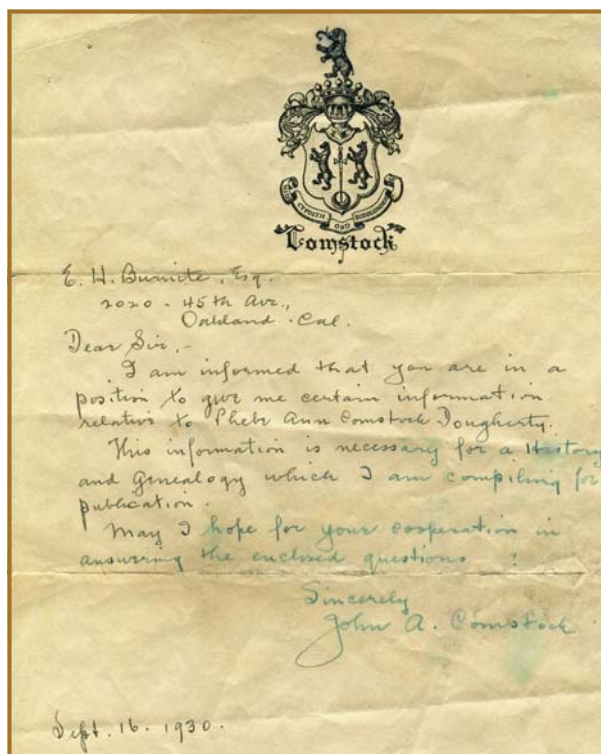 Comstock
E. H. Burnite, Esq.
2020 - 45th Ave.,
Oakland - Cal.
Dear Sir, -
I am informed that you are in a
position to give me certain information
relative to Phebe Ann Comstock Dougherty.
This information is necessary for a History
and Genealogy which I am compiling for
publication.
May I hope for your cooperation in
answering the enclosed questions ?
Sincerely
John A. Comstock
Sept. 16. 1930.